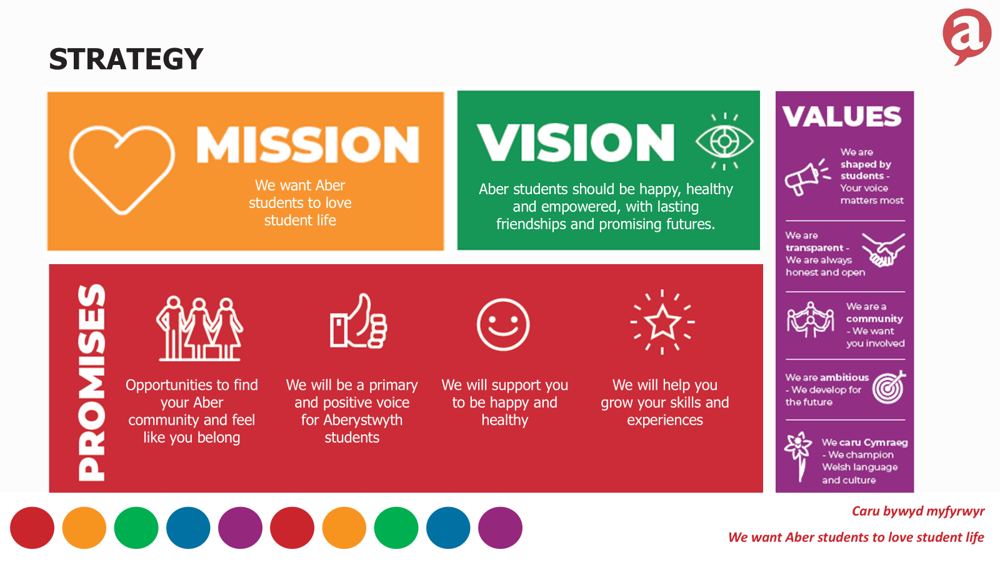 a
STRATEGY
MISSION
We want Aber
students to love
student life
VISION
Aber students should be happy, healthy
and empowered, with lasting
friendships and promising futures.
VALUES
We are
shaped by
students -
Your voice
matters most
We are
transparent -
We are always
honest and open
We are a
community
- We want
you involved
We are ambitious
- We develop for
the future
We caru Cymraeg
- We champion
Welsh language
and culture
PROMISES
Opportunities to find
your Aber
community and feel
like you belong
We will be a primary
and positive voice
for Aberystwyth
students
We will support you
to be happy and
healthy
We will help you
grow your skills and
experiences
Caru bywyd myfyrwyr
We want Aber students to love student life